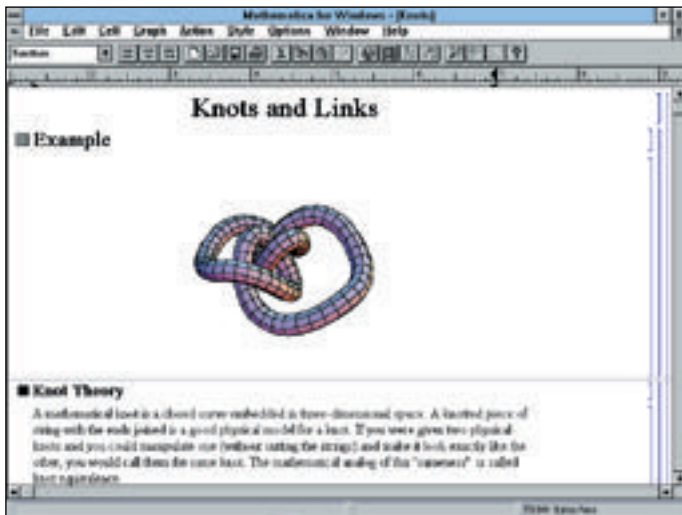 Mathematica for Windows - [Knots]
File Edit Cell Graph Action Style Options Window Help
Knots and Links
Example
Knot Theory
A mathematical knot is a closed curve embedded in three-dimensional space. A knotted piece of
string with the ends joined is a good physical model for a knot. If you were given two physical
knots and you could manipulate one (without cutting the strings) and make it look exactly like the
other, you would call them the same knot. The mathematical analog of this "sameness" is called
knot equivalence